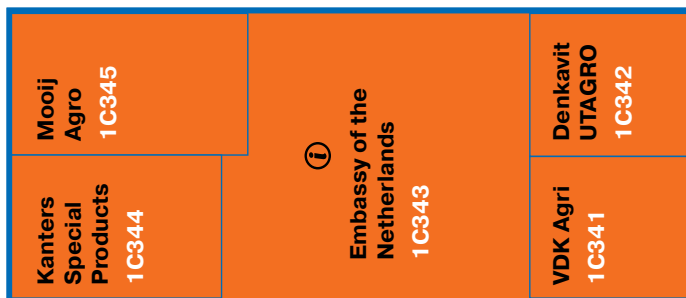 Mooij
Agro
1C345
Kanters
Special
Products
1C344
i
Embassy of the
Netherlands
1C343
Denkavit
UTAGRO
1C342
VDK Agri
1C341